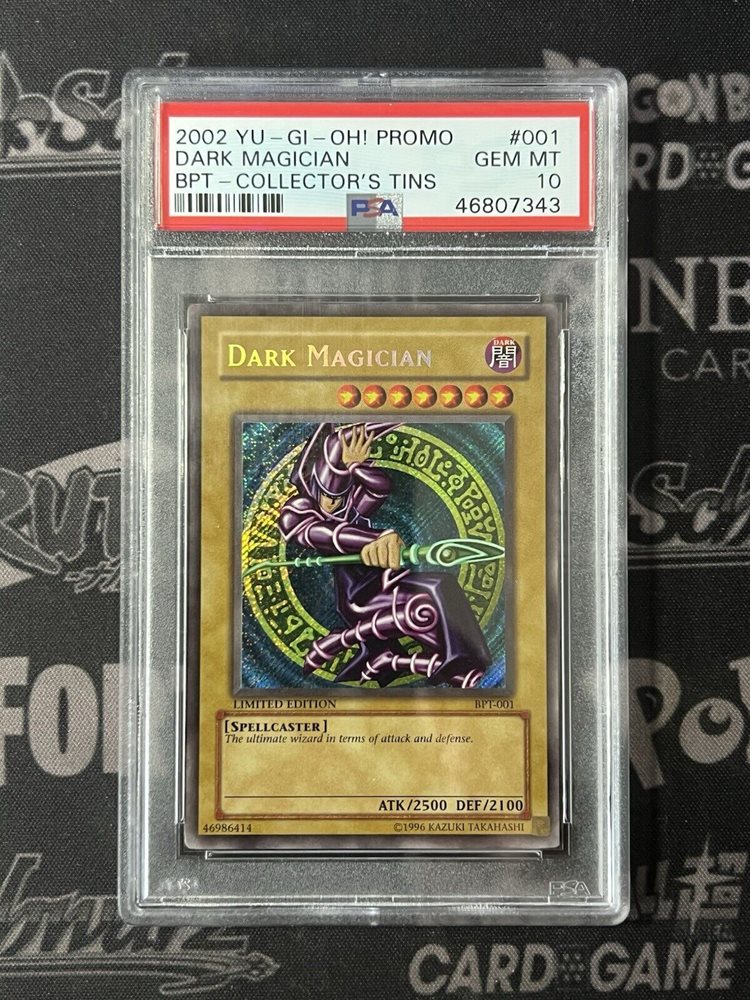 2002 YU-GI-OH! PROMO #001
DARK MAGICIAN GEM MT
BPT-COLLECTOR'S TINS 10
PSA 46807343
DARK MAGICIAN
DARK
闇
LIMITED EDITION BPT-001
[SPELLCASTER]
The ultimate wizard in terms of attack and defense.
ATK/2500 DEF/2100
46986414 ©1996 KAZUKI TAKAHASHI
PSA
CAR
CARD GAME